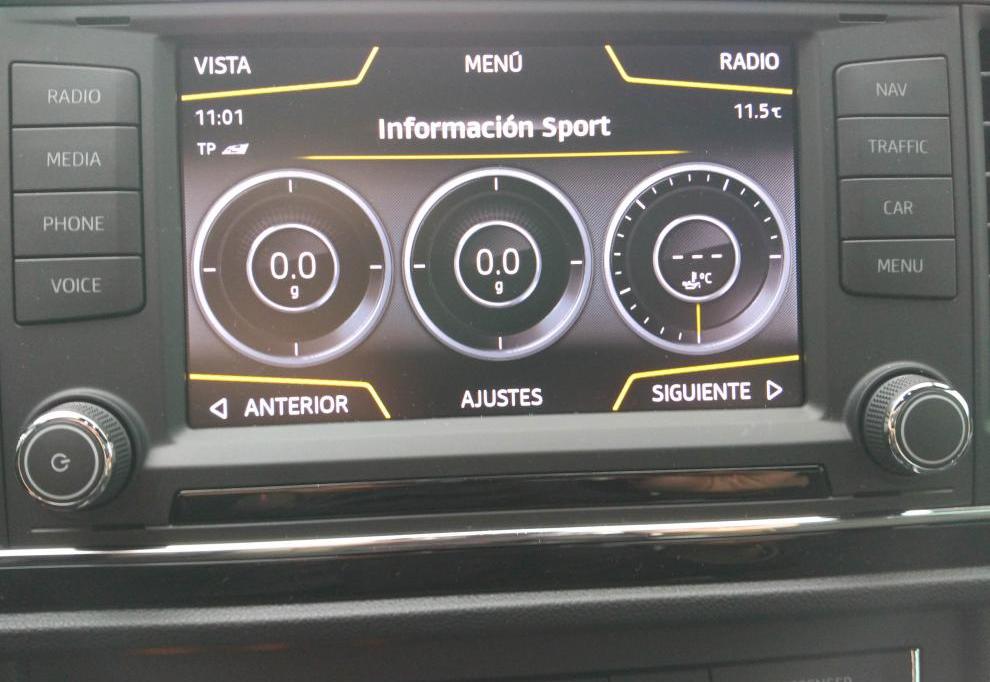 VISTA
MENÚ
RADIO
11:01
11.5℃
TP
Información Sport
0.0
g
0.0
g
---
°C
ANTERIOR
AJUSTES
SIGUIENTE
RADIO
MEDIA
PHONE
VOICE
NAV
TRAFFIC
CAR
MENU